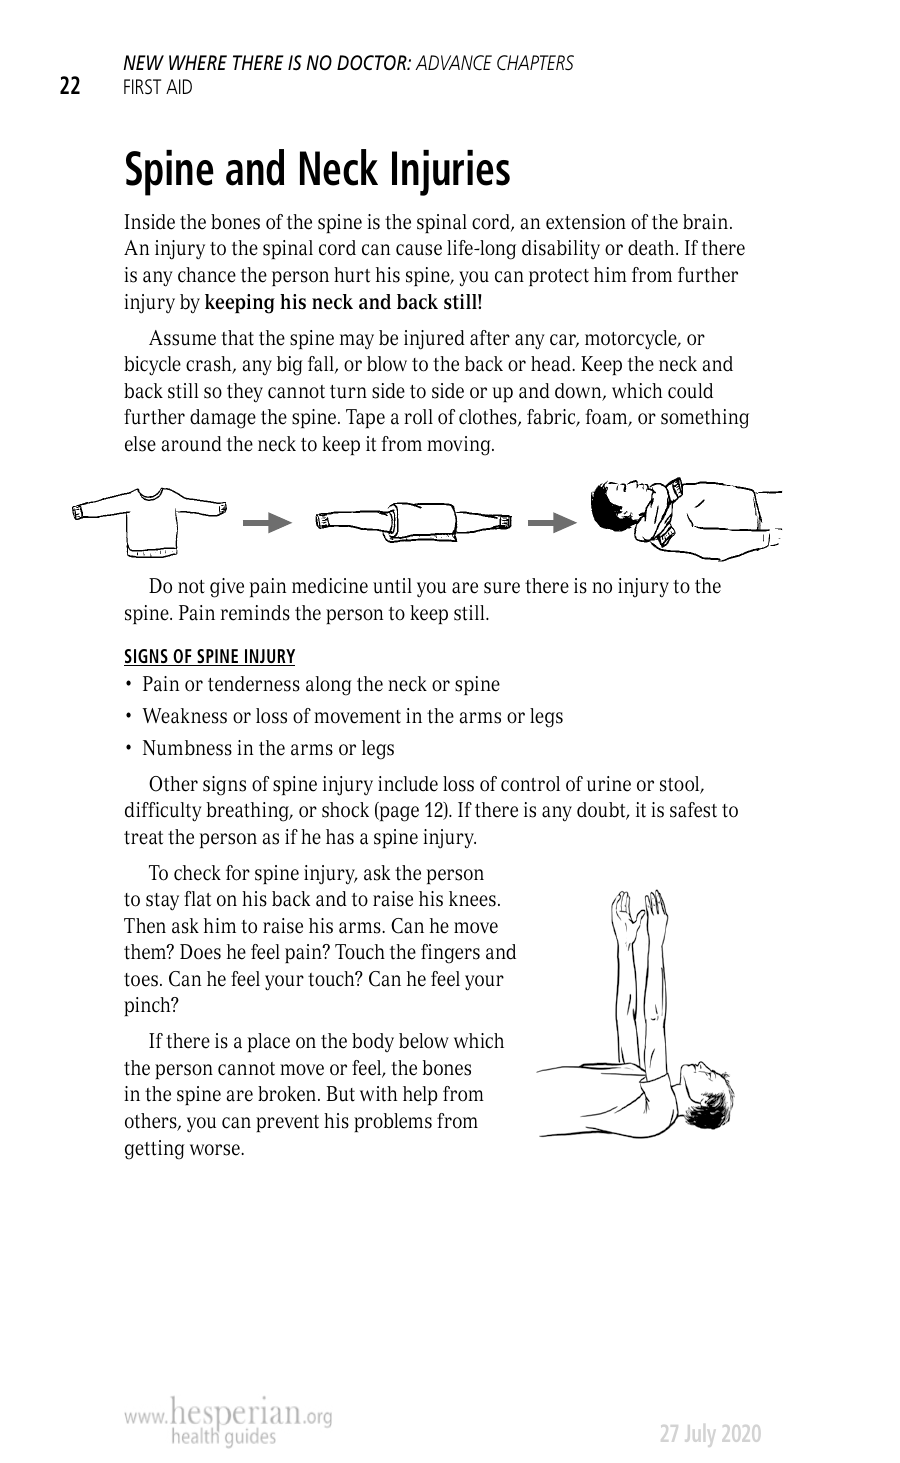 NEW WHERE THERE IS NO DOCTOR: ADVANCE CHAPTERS
22 FIRST AID
Spine and Neck Injuries
Inside the bones of the spine is the spinal cord, an extension of the brain.
An injury to the spinal cord can cause life-long disability or death. If there
is any chance the person hurt his spine, you can protect him from further
injury by keeping his neck and back still!
Assume that the spine may be injured after any car, motorcycle, or
bicycle crash, any big fall, or blow to the back or head. Keep the neck and
back still so they cannot turn side to side or up and down, which could
further damage the spine. Tape a roll of clothes, fabric, foam, or something
else around the neck to keep it from moving.
Do not give pain medicine until you are sure there is no injury to the
spine. Pain reminds the person to keep still.
SIGNS OF SPINE INJURY
• Pain or tenderness along the neck or spine
• Weakness or loss of movement in the arms or legs
• Numbness in the arms or legs
Other signs of spine injury include loss of control of urine or stool,
difficulty breathing, or shock (page 12). If there is any doubt, it is safest to
treat the person as if he has a spine injury.
To check for spine injury, ask the person
to stay flat on his back and to raise his knees.
Then ask him to raise his arms. Can he move
them? Does he feel pain? Touch the fingers and
toes. Can he feel your touch? Can he feel your
pinch?
If there is a place on the body below which
the person cannot move or feel, the bones
in the spine are broken. But with help from
others, you can prevent his problems from
getting worse.
www.hesperian.org
health guides
27 July 2020